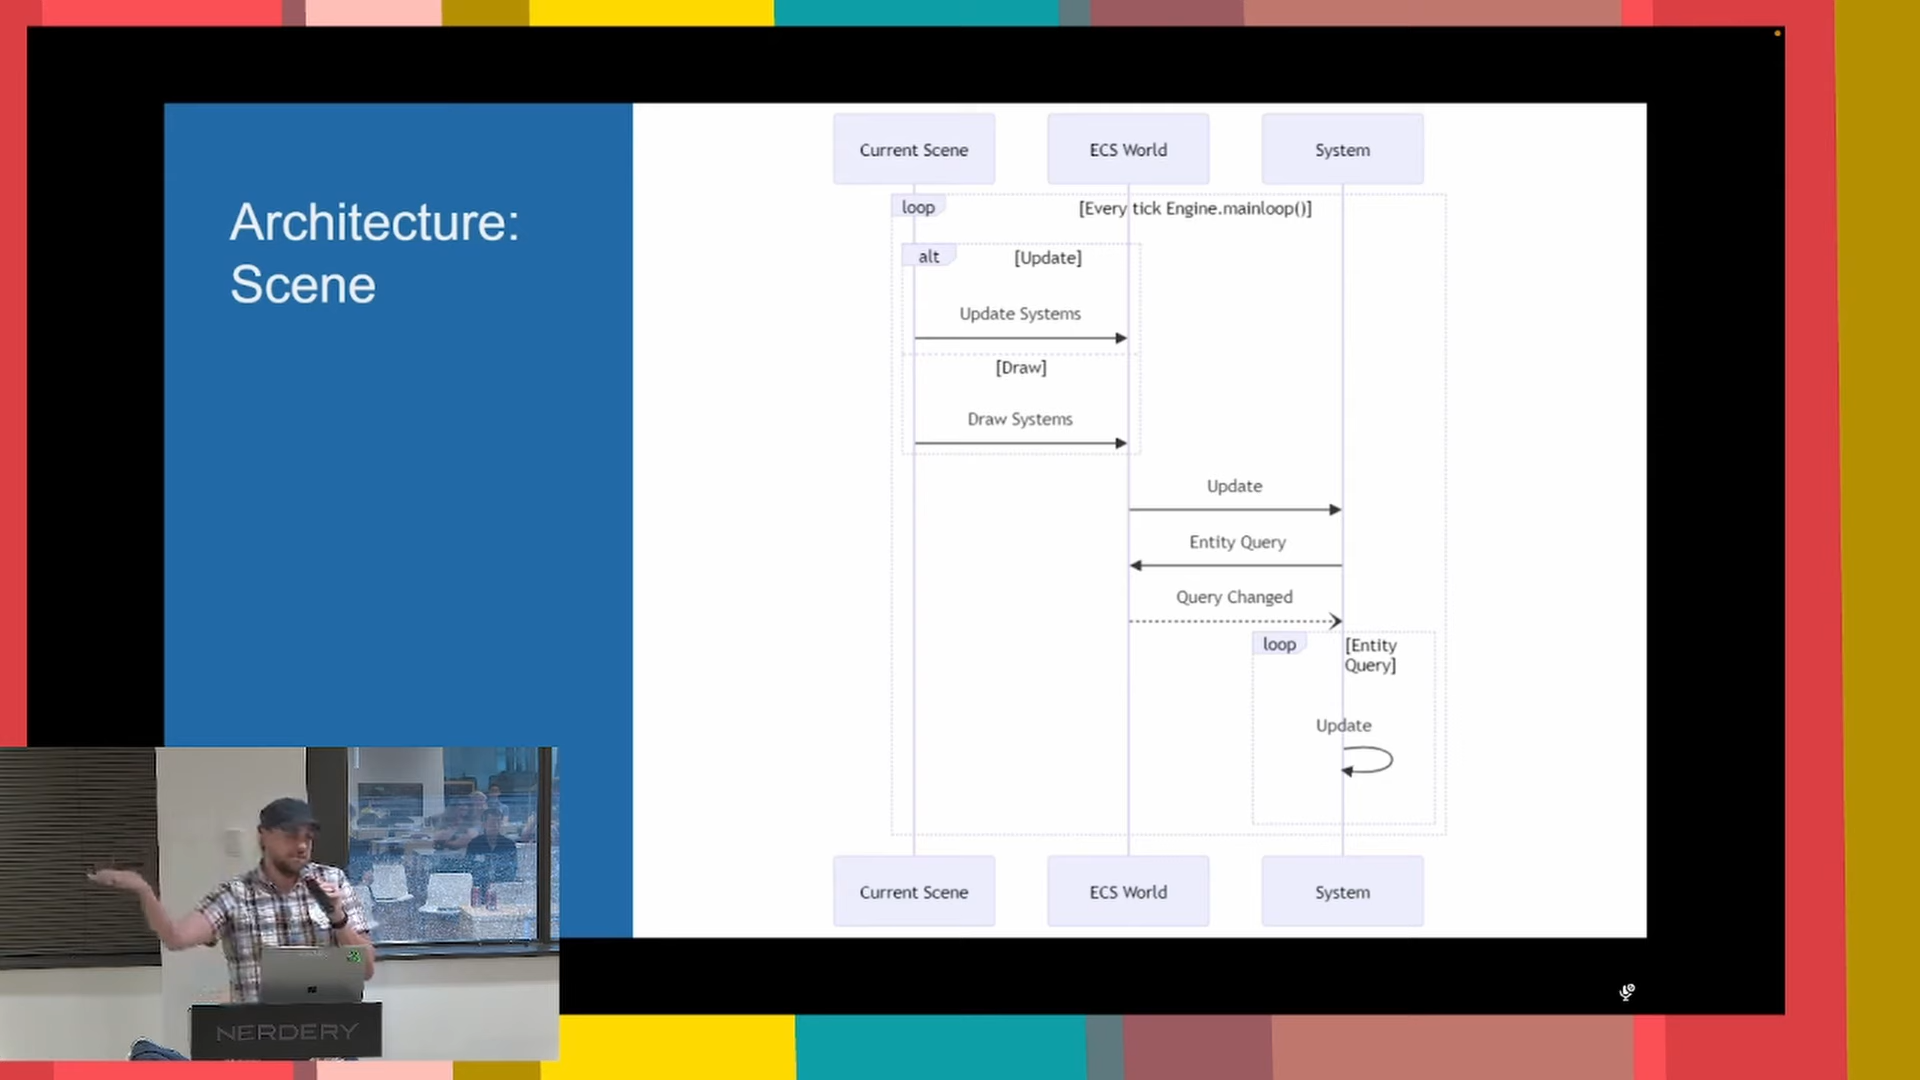 Architecture:
Scene
Current Scene
ECS World
System
loop
[Every tick Engine.mainloop()]
alt
[Update]
Update Systems
[Draw]
Draw Systems
Update
Entity Query
Query Changed
loop
[Entity
Query]
Update
Current Scene
ECS World
System
NERDERY